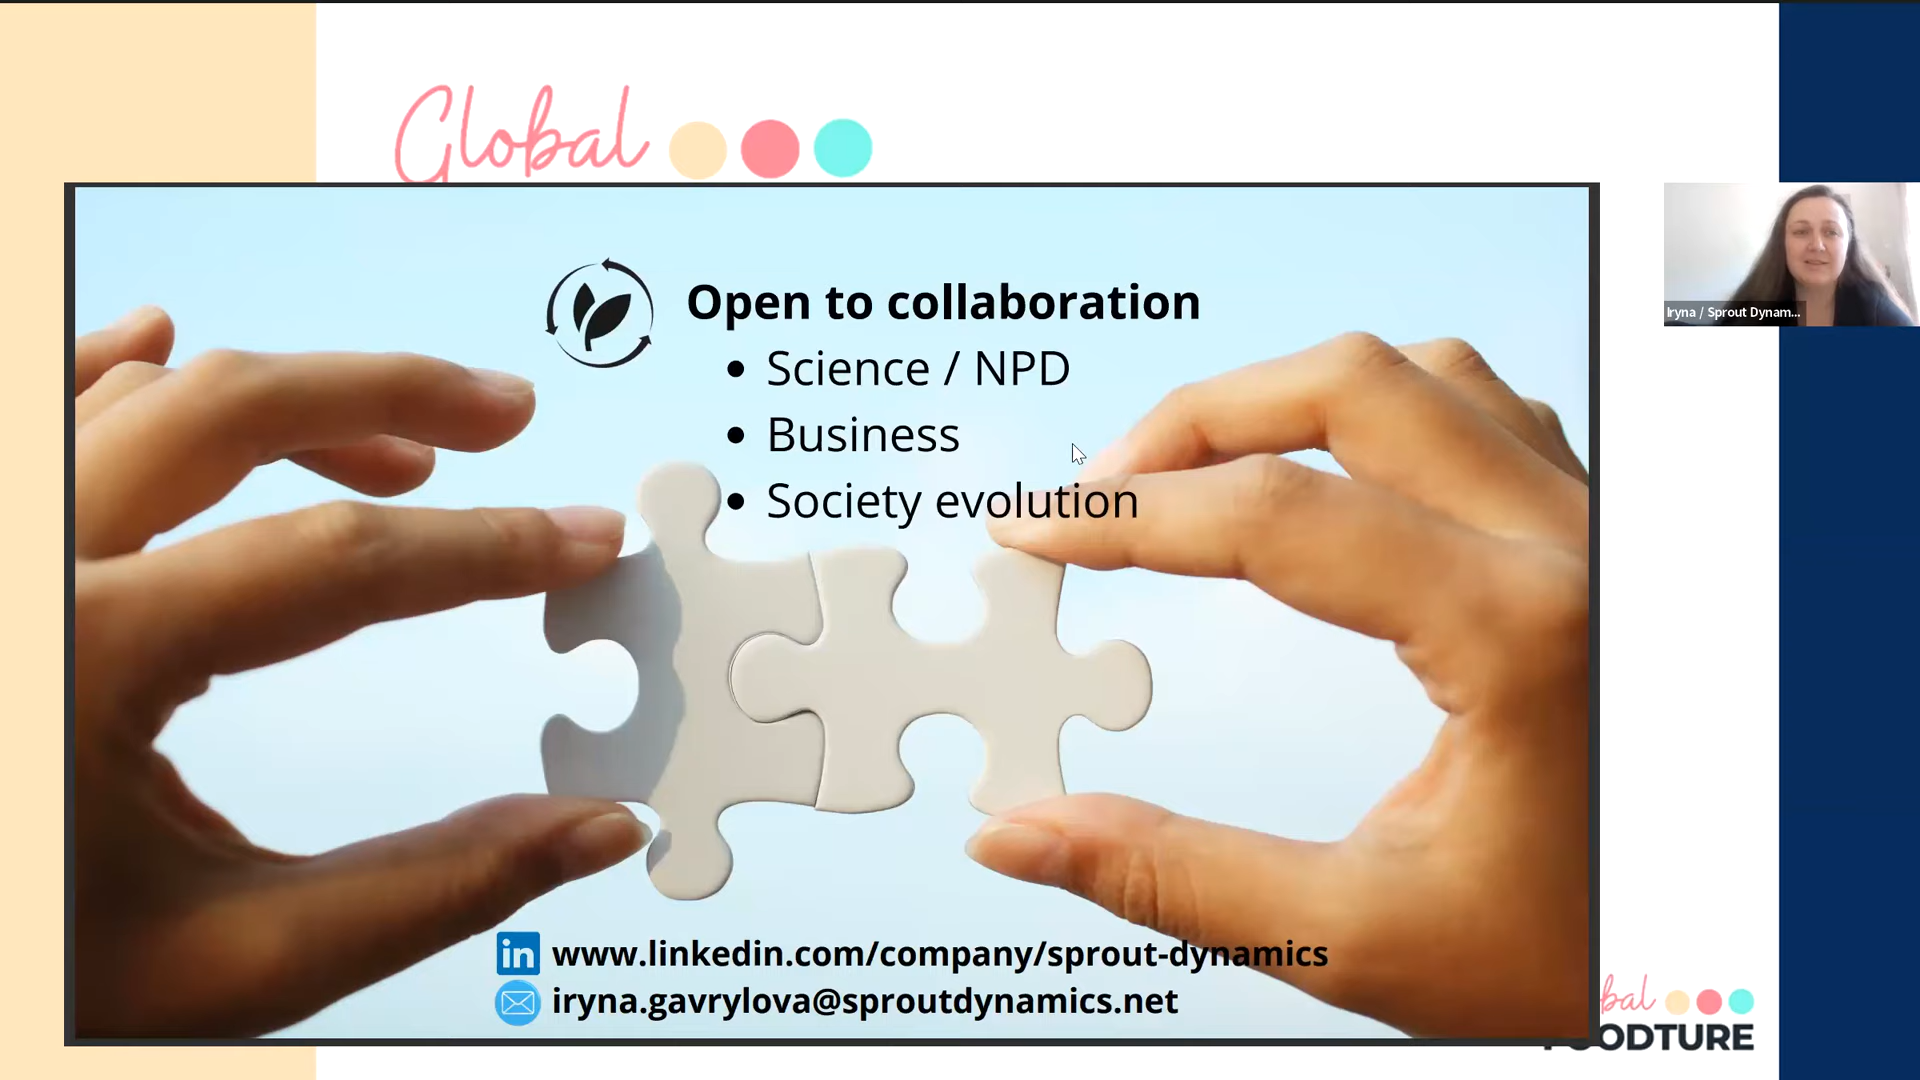 Global
Open to collaboration
• Science / NPD
• Business
• Society evolution
www.linkedin.com/company/sprout-dynamics
iryna.gavrylova@sproutdynamics.net
Iryna / Sprout Dynam...
bal
OODTURE